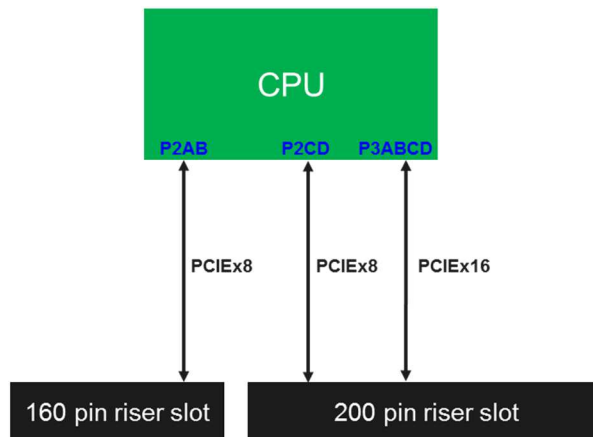 CPU
P2AB P2CD P3ABCD
PCIEx8 PCIEx8 PCIEx16
160 pin riser slot 200 pin riser slot